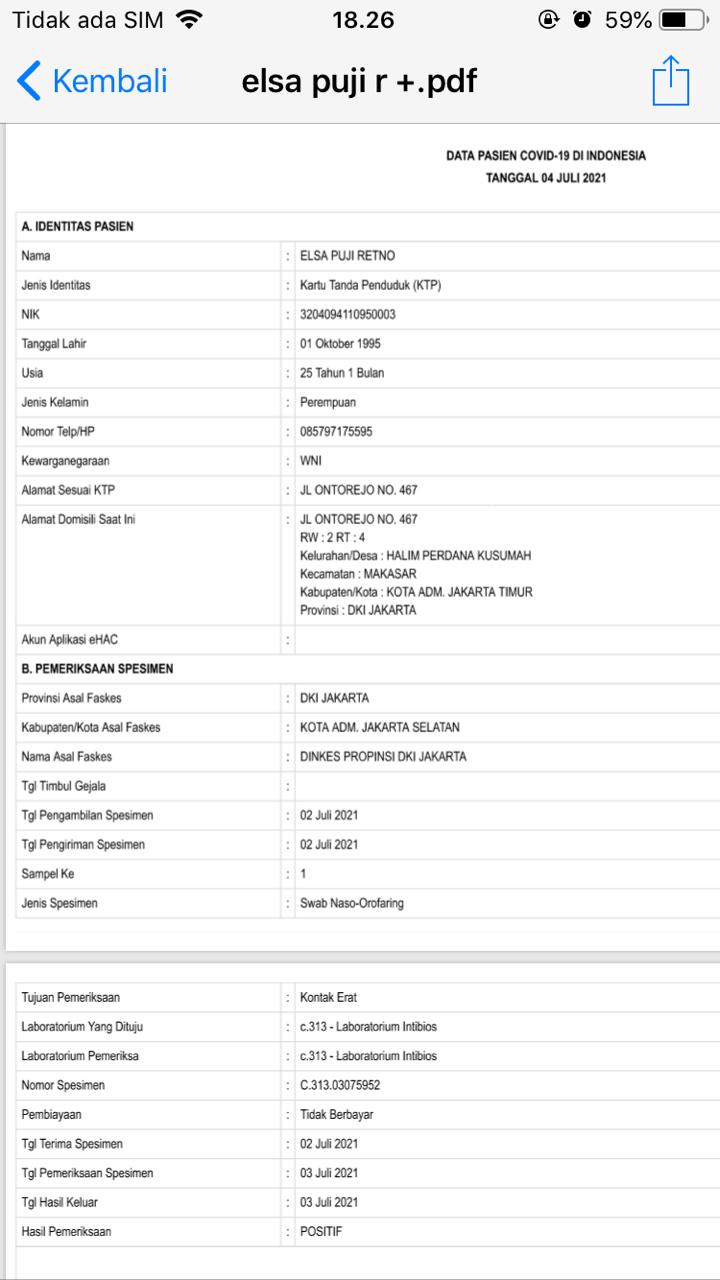 Tidak ada SIM 18.26 59%
Kembali elsa puji r +.pdf
DATA PASIEN COVID-19 DI INDONESIA
TANGGAL 04 JULI 2021
A. IDENTITAS PASIEN
Nama : ELSA PUJI RETNO
Jenis Identitas : Kartu Tanda Penduduk (KTP)
NIK : 3204094110950003
Tanggal Lahir : 01 Oktober 1995
Usia : 25 Tahun 1 Bulan
Jenis Kelamin : Perempuan
Nomor Telp/HP : 085797175595
Kewarganegaraan : WNI
Alamat Sesuai KTP : JL ONTOREJO NO. 467
Alamat Domisili Saat Ini : JL ONTOREJO NO. 467
RW : 2 RT : 4
Kelurahan/Desa : HALIM PERDANA KUSUMAH
Kecamatan : MAKASAR
Kabupaten/Kota : KOTA ADM. JAKARTA TIMUR
Provinsi : DKI JAKARTA
Akun Aplikasi eHAC :
B. PEMERIKSAAN SPESIMEN
Provinsi Asal Faskes : DKI JAKARTA
Kabupaten/Kota Asal Faskes : KOTA ADM. JAKARTA SELATAN
Nama Asal Faskes : DINKES PROPINSI DKI JAKARTA
Tgl Timbul Gejala :
Tgl Pengambilan Spesimen : 02 Juli 2021
Tgl Pengiriman Spesimen : 02 Juli 2021
Sampel Ke : 1
Jenis Spesimen : Swab Naso-Orofaring
Tujuan Pemeriksaan : Kontak Erat
Laboratorium Yang Dituju : c.313 - Laboratorium Intibios
Laboratorium Pemeriksa : c.313 - Laboratorium Intibios
Nomor Spesimen : C.313.03075952
Pembiayaan : Tidak Berbayar
Tgl Terima Spesimen : 02 Juli 2021
Tgl Pemeriksaan Spesimen : 03 Juli 2021
Tgl Hasil Keluar : 03 Juli 2021
Hasil Pemeriksaan : POSITIF